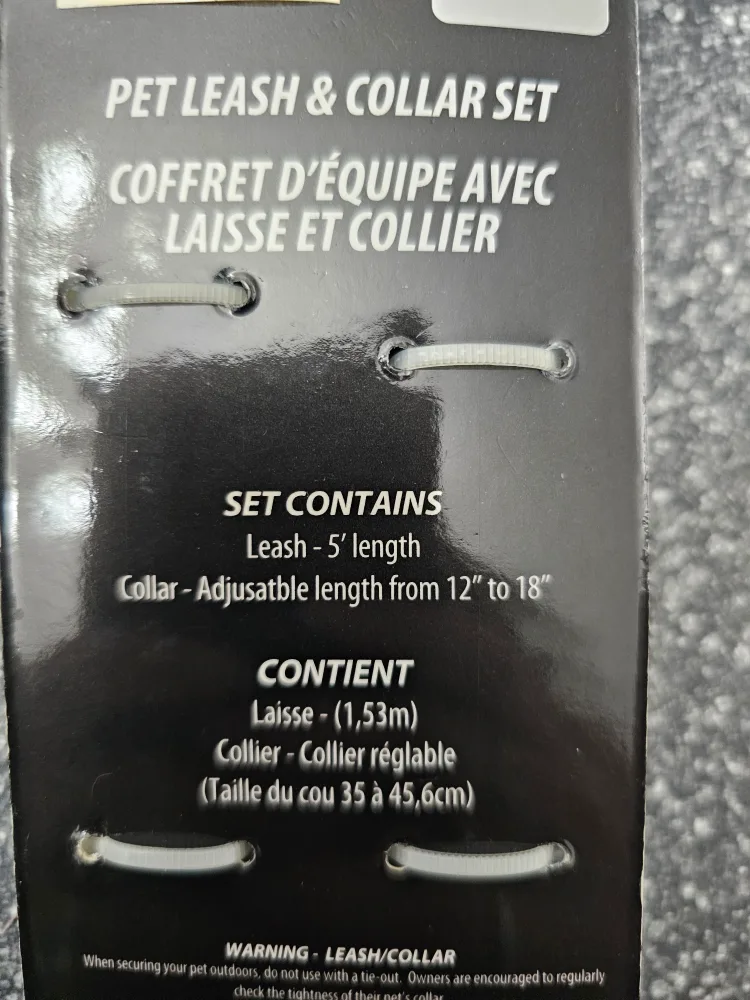 PET LEASH & COLLAR SET
COFFRET D'ÉQUIPE AVEC
LAISSE ET COLLIER
SET CONTAINS
Leash - 5' length
Collar - Adjusatble length from 12" to 18"
CONTIENT
Laisse - (1,53m)
Collier - Collier réglable
(Taille du cou 35 à 45,6cm)
WARNING - LEASH/COLLAR
When securing your pet outdoors, do not use with a tie-out. Owners are encouraged to regularly
check the tightness of their pet's collar